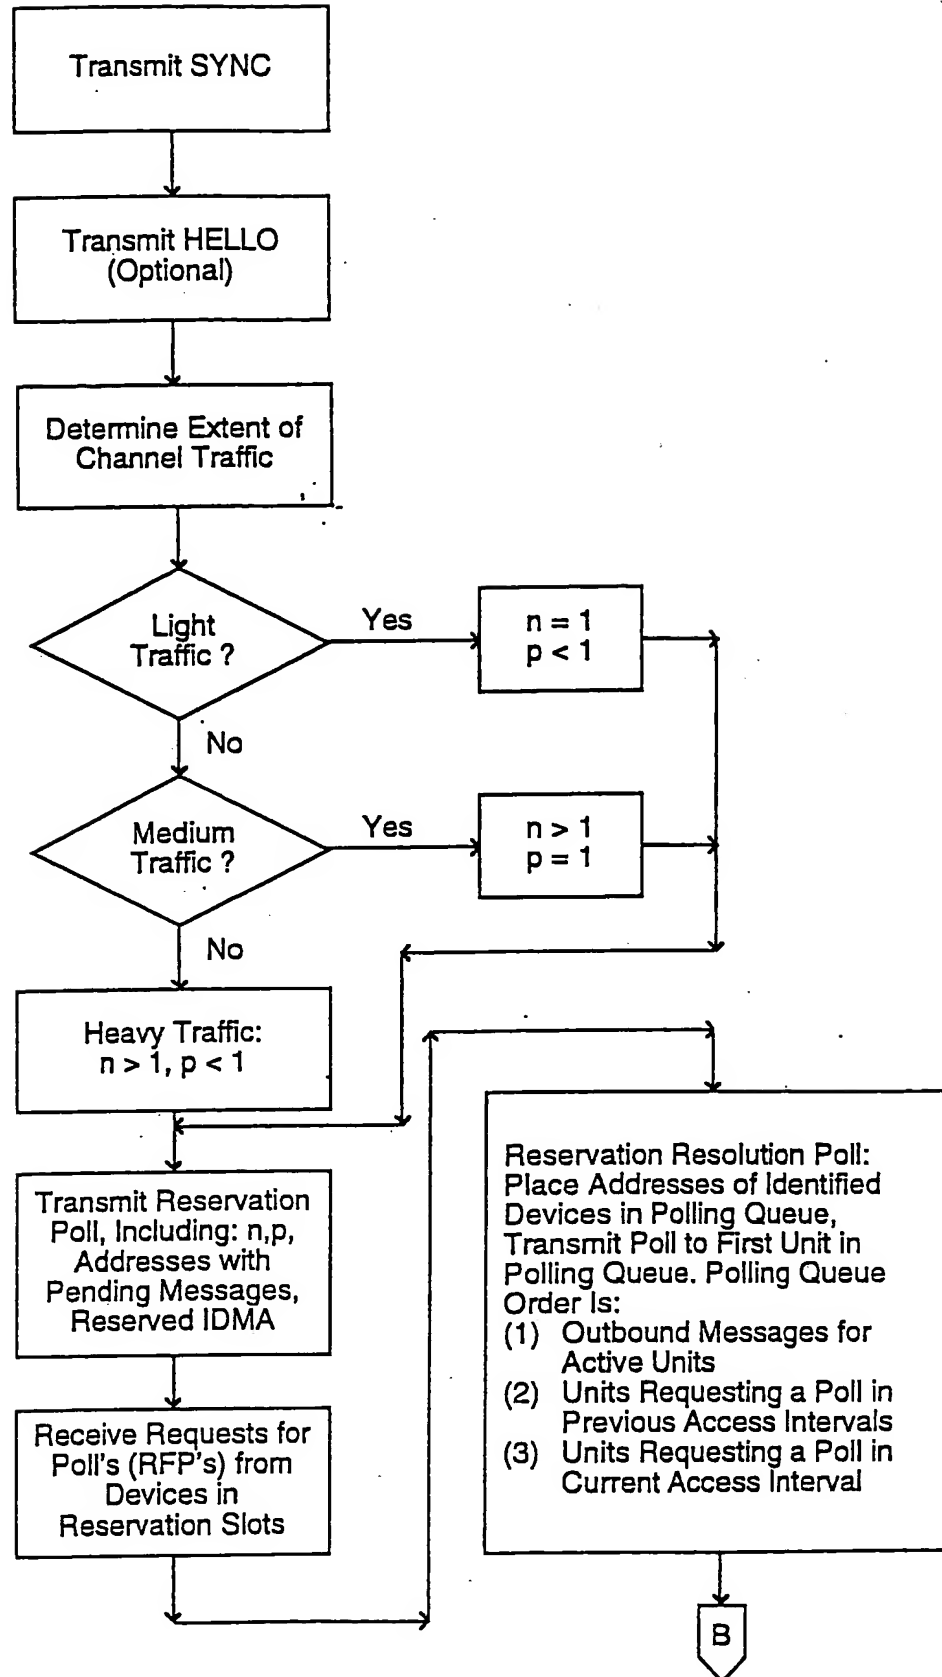 Transmit SYNC
Transmit HELLO
(Optional)
Determine Extent of
Channel Traffic
Light
Traffic ?
Yes
n = 1
p < 1
No
Medium
Traffic ?
Yes
n > 1
p = 1
No
Heavy Traffic:
n > 1, p < 1
Transmit Reservation
Poll, Including: n,p,
Addresses with
Pending Messages,
Reserved IDMA
Receive Requests for
Poll's (RFP's) from
Devices in
Reservation Slots
Reservation Resolution Poll:
Place Addresses of Identified
Devices in Polling Queue,
Transmit Poll to First Unit in
Polling Queue. Polling Queue
Order Is:
(1) Outbound Messages for
Active Units
(2) Units Requesting a Poll in
Previous Access Intervals
(3) Units Requesting a Poll in
Current Access Interval
B